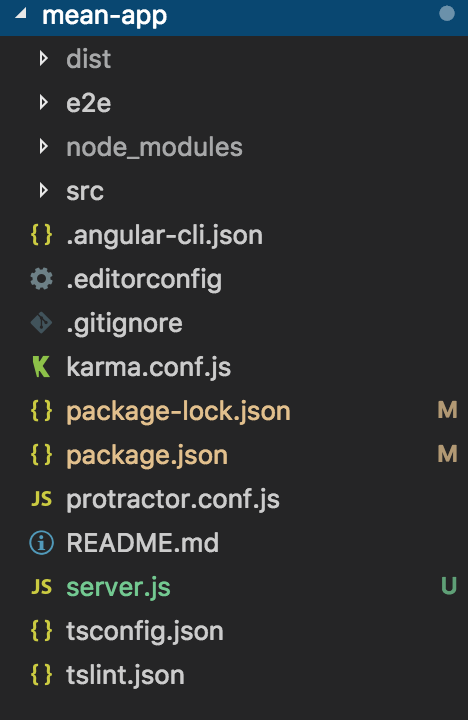 mean-app
dist
e2e
node_modules
src
{} .angular-cli.json
.editorconfig
.gitignore
K karma.conf.js
{} package-lock.json M
{} package.json M
JS protractor.conf.js
i README.md
JS server.js U
{} tsconfig.json
{} tslint.json